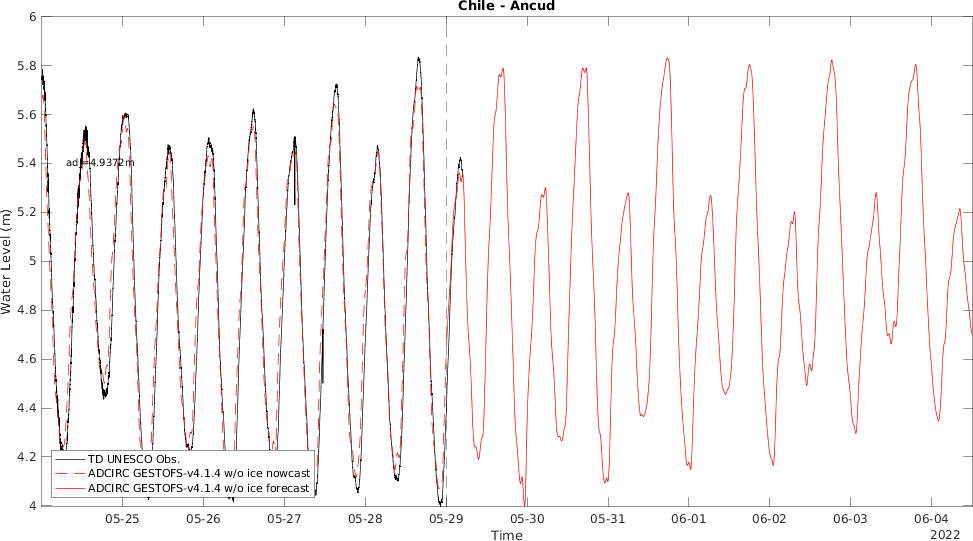 Chile - Ancud
6
5.8
5.6
5.4
5.2
5
4.8
4.6
4.4
4.2
4
Water Level (m)
adj=4.9372m
TD UNESCO Obs.
ADCIRC GESTOFS-v4.1.4 w/o ice nowcast
ADCIRC GESTOFS-v4.1.4 w/o ice forecast
05-25 05-26 05-27 05-28 05-29 05-30 05-31 06-01 06-02 06-03 06-04
Time
2022